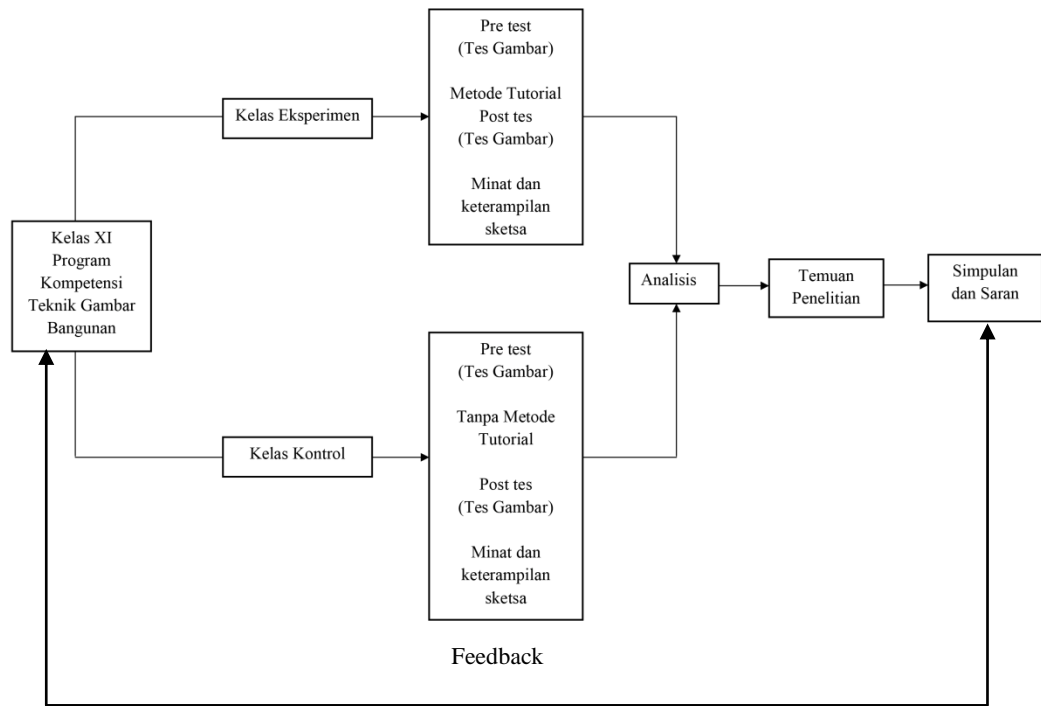 Kelas XI
Program
Kompetensi
Teknik Gambar
Bangunan
Kelas Eksperimen
Pre test
(Tes Gambar)
Metode Tutorial
Post tes
(Tes Gambar)
Minat dan
keterampilan
sketsa
Kelas Kontrol
Pre test
(Tes Gambar)
Tanpa Metode
Tutorial
Post tes
(Tes Gambar)
Minat dan
keterampilan
sketsa
Analisis
Temuan
Penelitian
Simpulan
dan Saran
Feedback